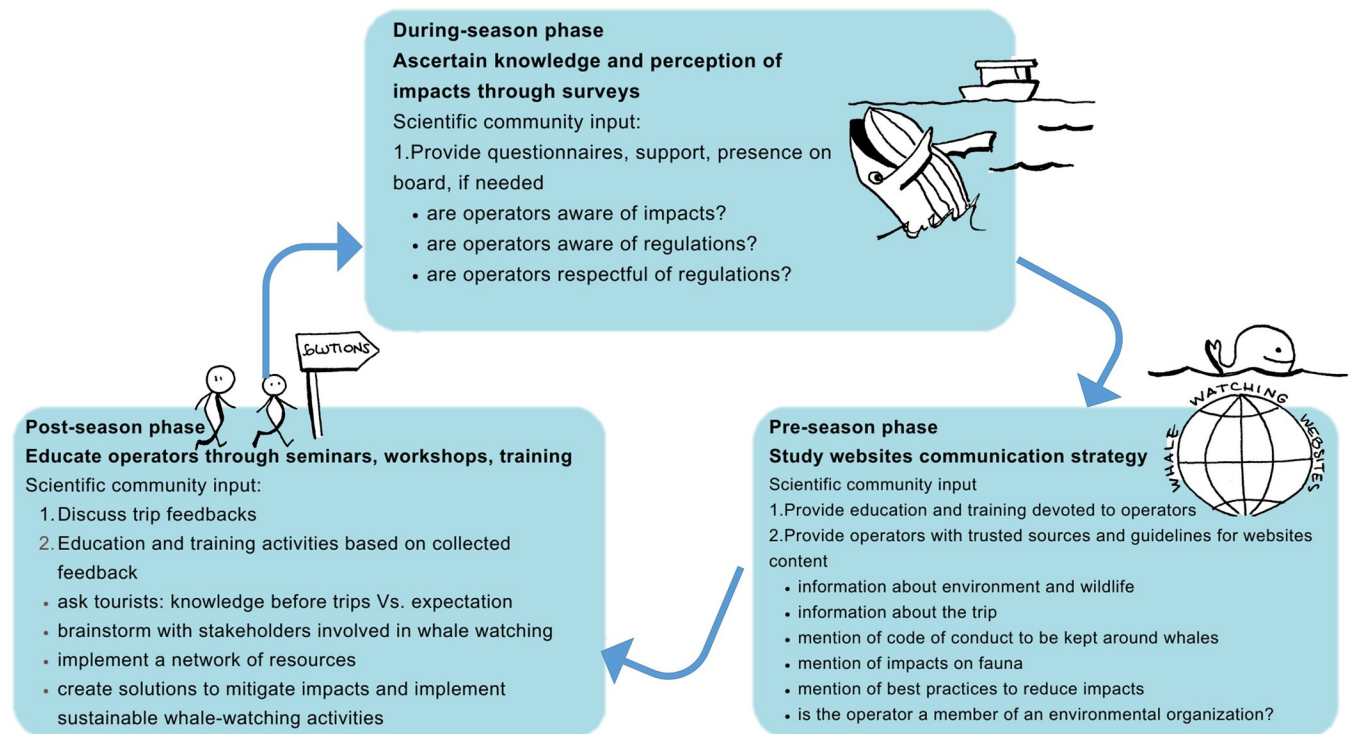 During-season phase
Ascertain knowledge and perception of
impacts through surveys
Scientific community input:
1.Provide questionnaires, support, presence on
board, if needed
• are operators aware of impacts?
• are operators aware of regulations?
• are operators respectful of regulations?
SOLUTIONS
Post-season phase
Educate operators through seminars, workshops, training
Scientific community input:
1. Discuss trip feedbacks
2. Education and training activities based on collected
feedback
• ask tourists: knowledge before trips Vs. expectation
• brainstorm with stakeholders involved in whale watching
• implement a network of resources
• create solutions to mitigate impacts and implement
sustainable whale-watching activities
WHALE WATCHING WEBSITES
Pre-season phase
Study websites communication strategy
Scientific community input
1.Provide education and training devoted to operators
2.Provide operators with trusted sources and guidelines for websites
content
• information about environment and wildlife
• information about the trip
• mention of code of conduct to be kept around whales
• mention of impacts on fauna
• mention of best practices to reduce impacts
• is the operator a member of an environmental organization?